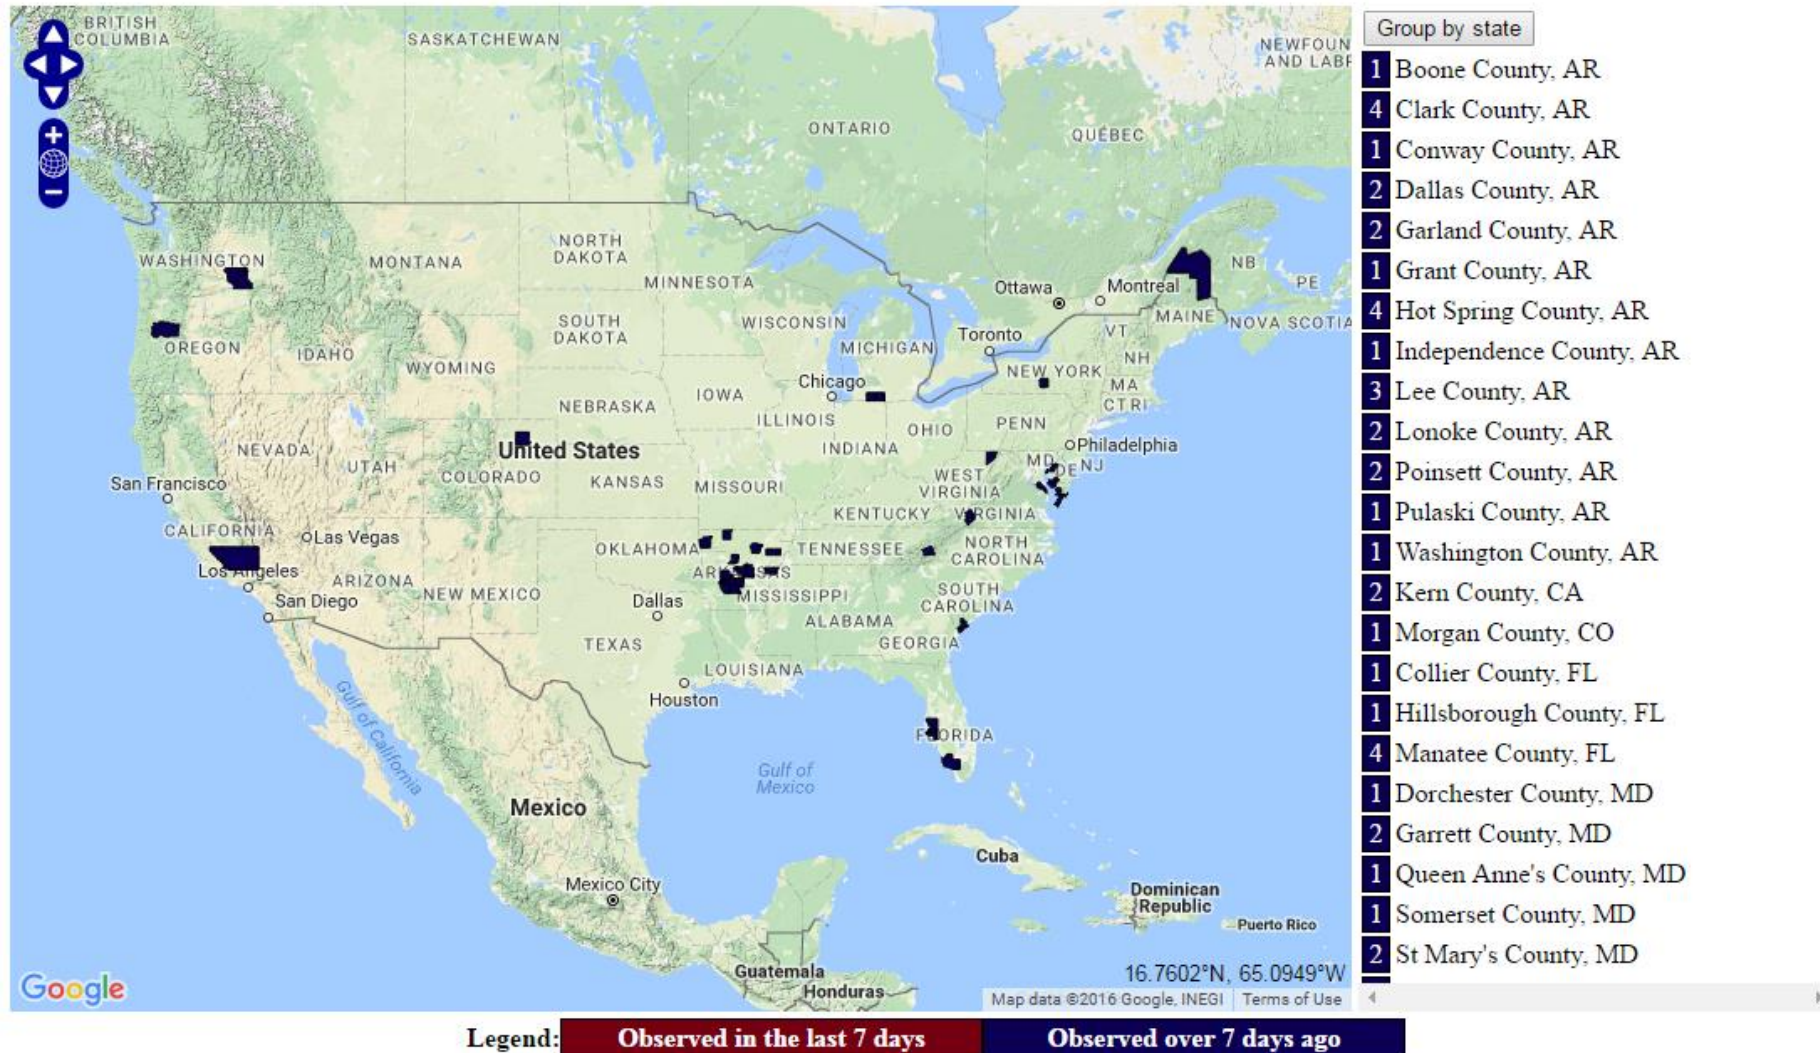 BRITISH
COLUMBIA
SASKATCHEWAN
NEWFOUN
AND LABR
ONTARIO
QUÉBEC
WASHINGTON
MONTANA
NORTH
DAKOTA
MINNESOTA
Ottawa
Montreal
NB
PE
MAINE
NOVA SCOTIA
OREGON
IDAHO
SOUTH
DAKOTA
WISCONSIN
MICHIGAN
Toronto
VT
NH
WYOMING
NEW YORK
MA
CT RI
Chicago
IOWA
NEBRASKA
ILLINOIS
INDIANA
OHIO
PENN
Philadelphia
NEVADA
UTAH
United States
COLORADO
KANSAS
MISSOURI
WEST
VIRGINIA
MD
DE
NJ
San Francisco
KENTUCKY
VIRGINIA
CALIFORNIA
Las Vegas
OKLAHOMA
TENNESSEE
NORTH
CAROLINA
Los Angeles
ARIZONA
NEW MEXICO
ARKANSAS
MISSISSIPPI
San Diego
Dallas
SOUTH
CAROLINA
ALABAMA
GEORGIA
TEXAS
LOUISIANA
Houston
Gulf of California
FLORIDA
Gulf of
Mexico
Mexico
Cuba
Mexico City
Dominican
Republic
Puerto Rico
Guatemala
Honduras
16.7602°N, 65.0949°W
Google
Map data ©2016 Google, INEGI Terms of Use
Group by state
1 Boone County, AR
4 Clark County, AR
1 Conway County, AR
2 Dallas County, AR
2 Garland County, AR
1 Grant County, AR
4 Hot Spring County, AR
1 Independence County, AR
3 Lee County, AR
2 Lonoke County, AR
2 Poinsett County, AR
1 Pulaski County, AR
1 Washington County, AR
2 Kern County, CA
1 Morgan County, CO
1 Collier County, FL
1 Hillsborough County, FL
4 Manatee County, FL
1 Dorchester County, MD
2 Garrett County, MD
1 Queen Anne's County, MD
1 Somerset County, MD
2 St Mary's County, MD
Legend: Observed in the last 7 days Observed over 7 days ago